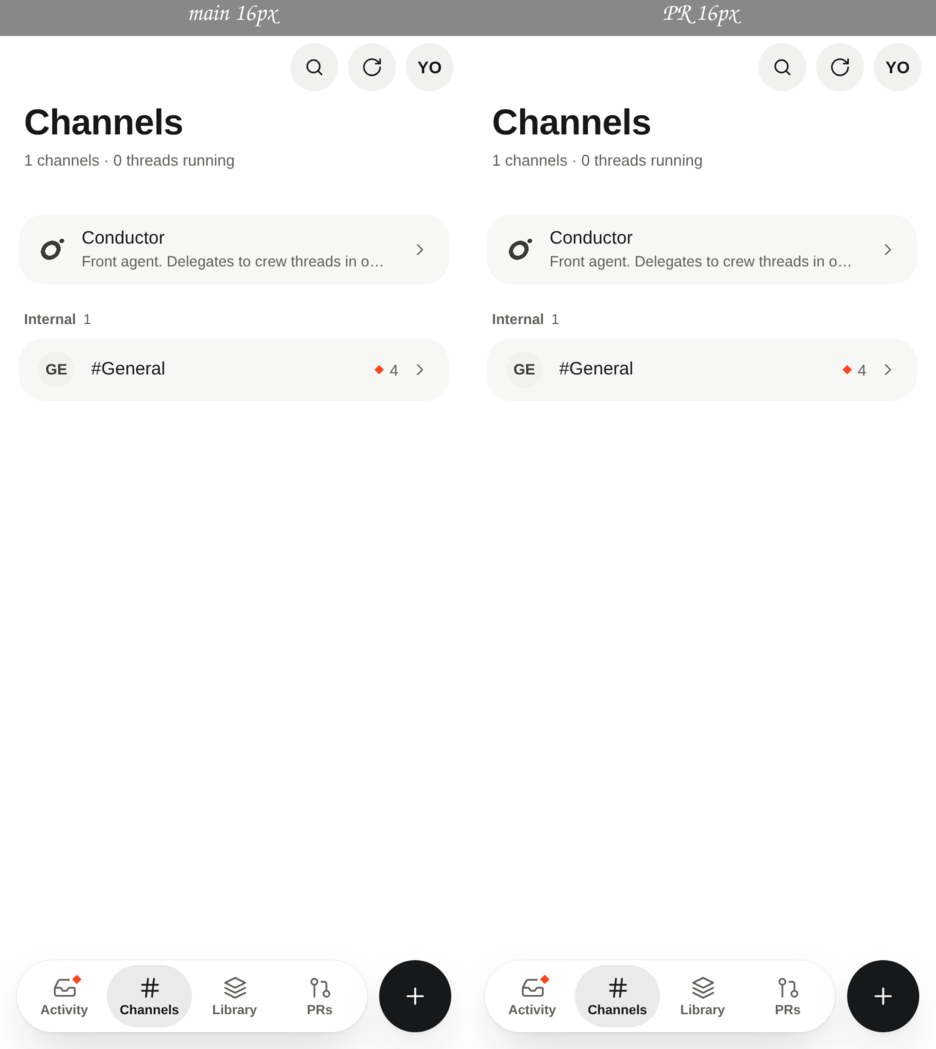 main 16px
PR 16px
YO
Channels
1 channels · 0 threads running
Conductor
Front agent. Delegates to crew threads in o…
Internal 1
GE #General 4
Activity Channels Library PRs
YO
Channels
1 channels · 0 threads running
Conductor
Front agent. Delegates to crew threads in o…
Internal 1
GE #General 4
Activity Channels Library PRs